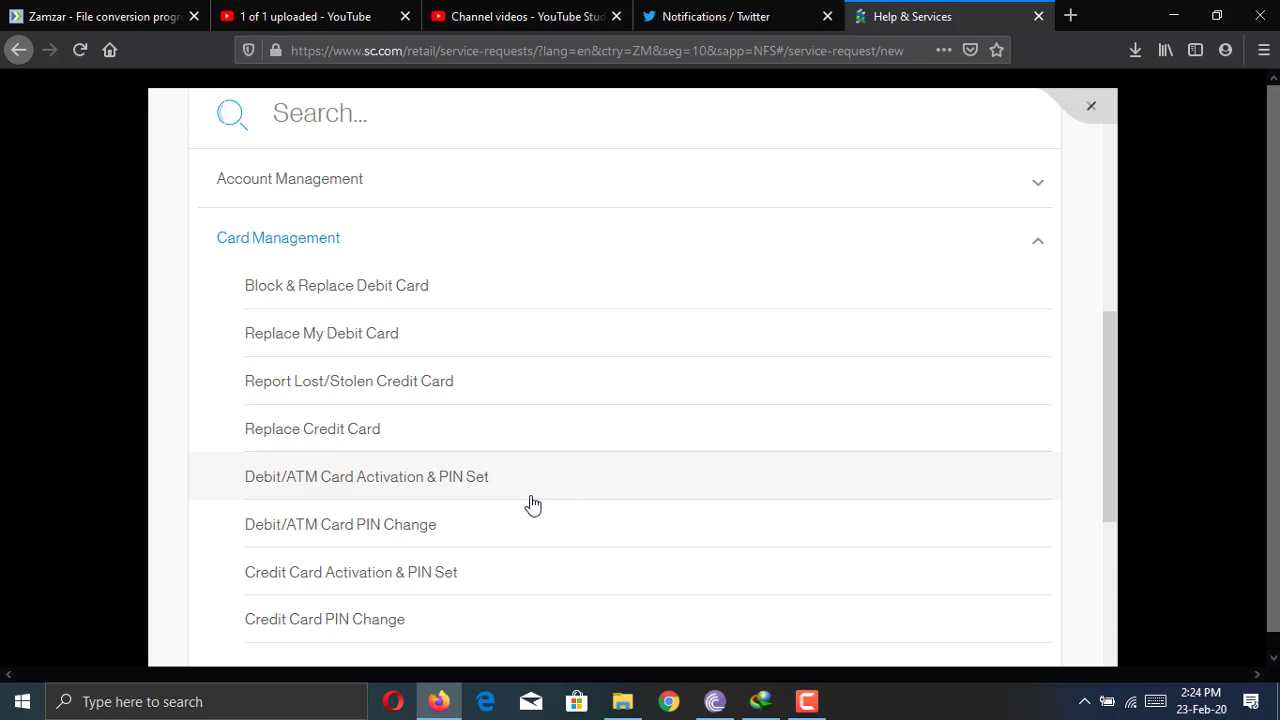 Zamzar - File conversion progr
1 of 1 uploaded - YouTube
Channel videos - YouTube Stud
Notifications / Twitter
Help & Services
https://www.sc.com/retail/service-requests/?lang=en&ctry=ZM&seg=10&sapp=NFS#/service-request/new
Search...
Account Management
Card Management
Block & Replace Debit Card
Replace My Debit Card
Report Lost/Stolen Credit Card
Replace Credit Card
Debit/ATM Card Activation & PIN Set
Debit/ATM Card PIN Change
Credit Card Activation & PIN Set
Credit Card PIN Change
Type here to search
2:24 PM
23-Feb-20